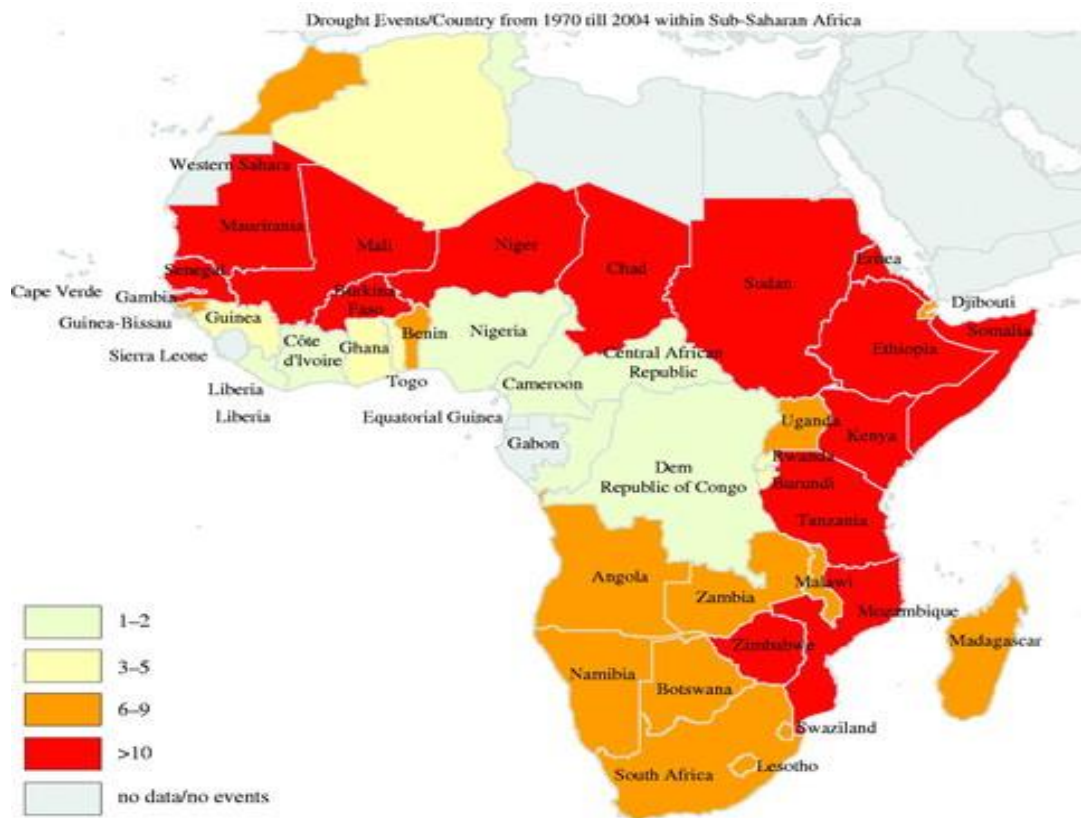 Drought Events/Country from 1970 till 2004 within Sub-Saharan Africa
Western Sahara
Mauritania
Mali
Niger
Chad
Sudan
Eritrea
Senegal
Cape Verde
Gambia
Burkina
Faso
Djibouti
Guinea-Bissau
Guinea
Benin
Nigeria
Somalia
Côte
d'Ivoire
Ghana
Ethiopia
Sierra Leone
Central African
Republic
Togo
Cameroon
Liberia
Liberia
Equatorial Guinea
Uganda
Kenya
Gabon
Rwanda
Dem
Republic of Congo
Burundi
Tanzania
Angola
Malawi
Zambia
Mozambique
Madagascar
Zimbabwe
Namibia
Botswana
Swaziland
Lesotho
South Africa
1–2
3–5
6–9
>10
no data/no events